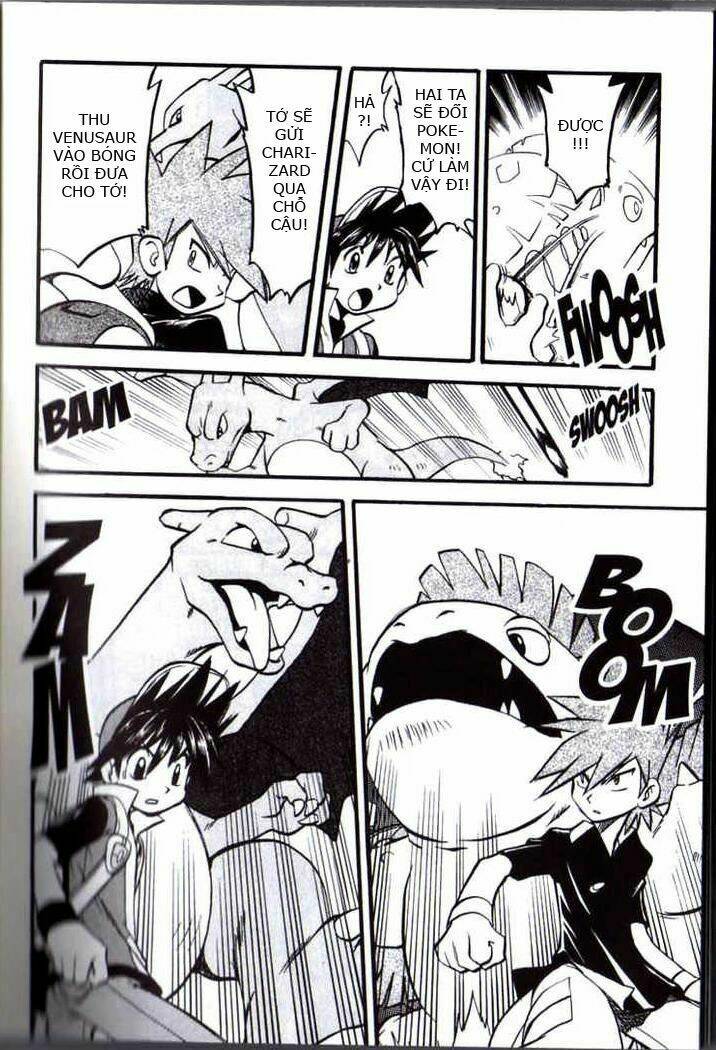 ĐƯỢC
!!!
FWOOSH
HAI TA
SẼ ĐỔI
POKE-
MON!
CỨ LÀM
VẬY ĐI!
HẢ
?!
TỚ SẼ
GỬI
CHARI-
ZARD
QUA
CHỖ
CẬU!
THU
VENUSAUR
VÀO BÓNG
RỒI ĐƯA
CHO TỚ!
SWOOSH
BAM
BOOM
ZAM